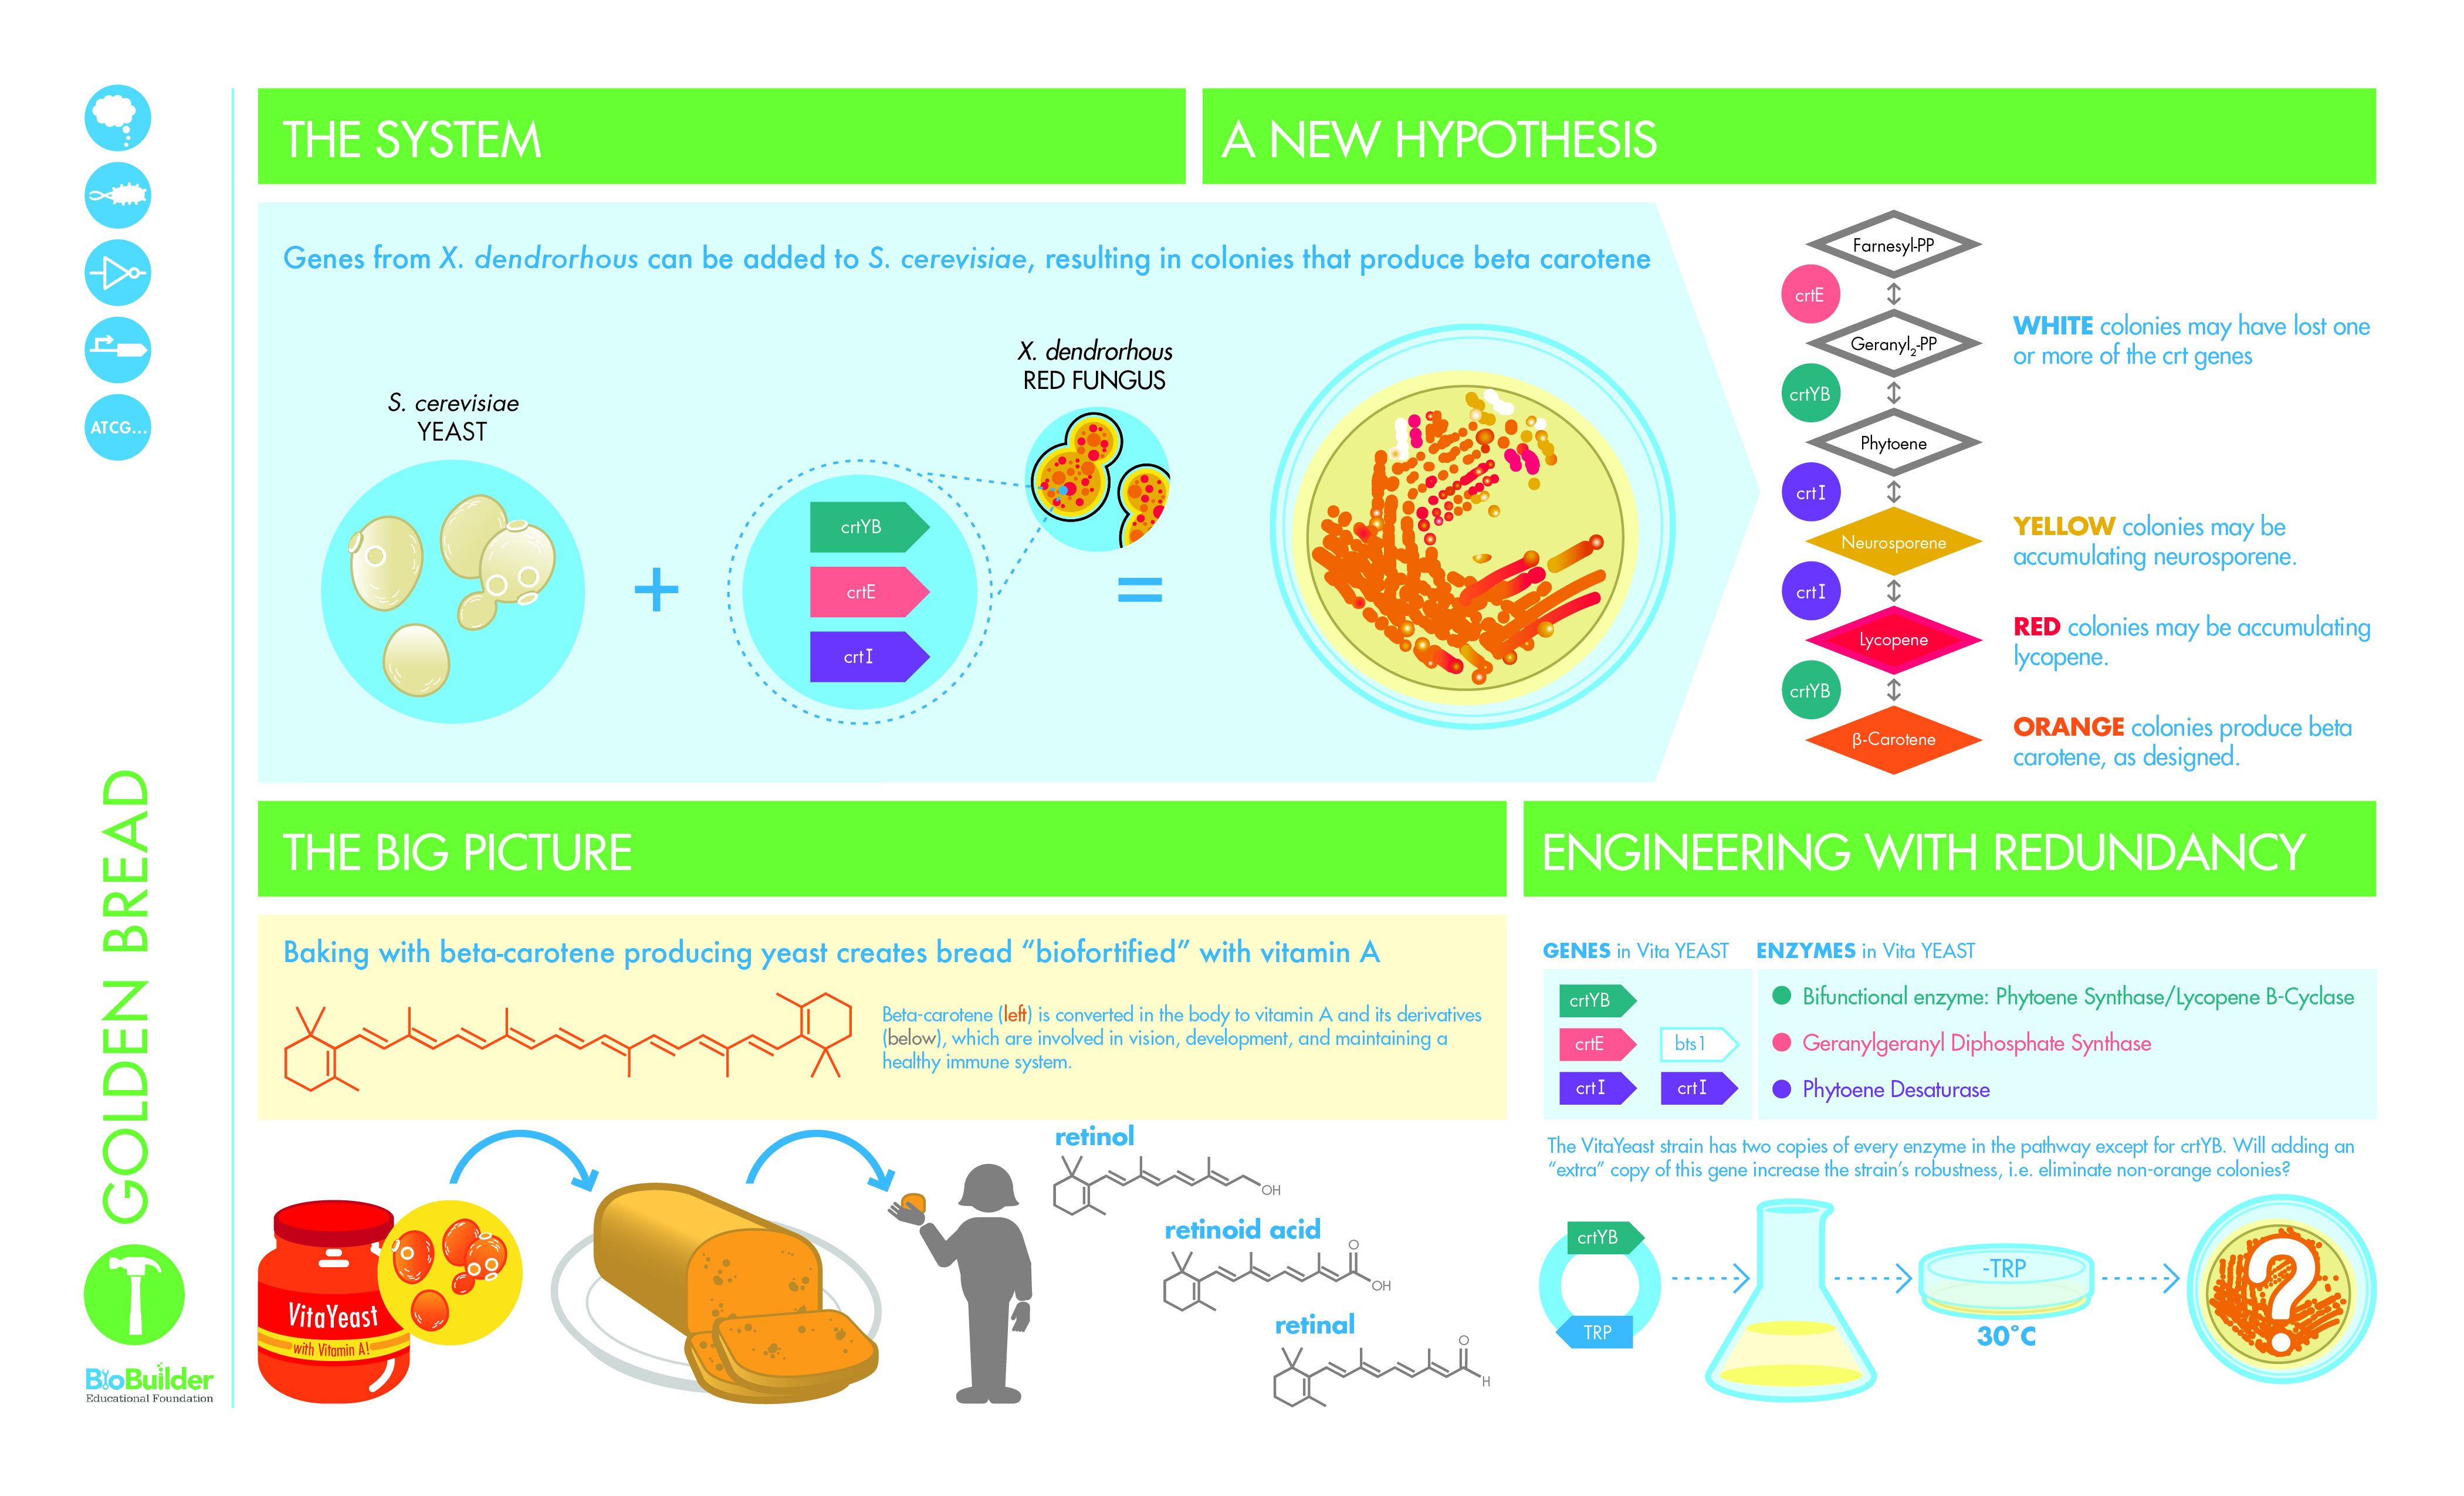 THE SYSTEM
A NEW HYPOTHESIS
Genes from X. dendrorhous can be added to S. cerevisiae, resulting in colonies that produce beta carotene
S. cerevisiae
YEAST
+
crtYB
crtE
crtI
X. dendrorhous
RED FUNGUS
=
Farnesyl-PP
crtE
Geranyl2-PP
crtYB
Phytoene
crtI
Neurosporene
crtI
Lycopene
crtYB
β-Carotene
WHITE colonies may have lost one
or more of the crt genes
YELLOW colonies may be
accumulating neurosporene.
RED colonies may be accumulating
lycopene.
ORANGE colonies produce beta
carotene, as designed.
ATCG...
GOLDEN BREAD
BioBuilder
Educational Foundation
THE BIG PICTURE
Baking with beta-carotene producing yeast creates bread “biofortified” with vitamin A
Beta-carotene (left) is converted in the body to vitamin A and its derivatives
(below), which are involved in vision, development, and maintaining a
healthy immune system.
VitaYeast
with Vitamin A!
retinol
OH
retinoid acid
O
OH
retinal
O
H
ENGINEERING WITH REDUNDANCY
GENES in Vita YEAST
ENZYMES in Vita YEAST
crtYB
crtE bts1
crtI crtI
Bifunctional enzyme: Phytoene Synthase/Lycopene B-Cyclase
Geranylgeranyl Diphosphate Synthase
Phytoene Desaturase
The VitaYeast strain has two copies of every enzyme in the pathway except for crtYB. Will adding an
“extra” copy of this gene increase the strain’s robustness, i.e. eliminate non-orange colonies?
crtYB
TRP
-TRP
30°C
?